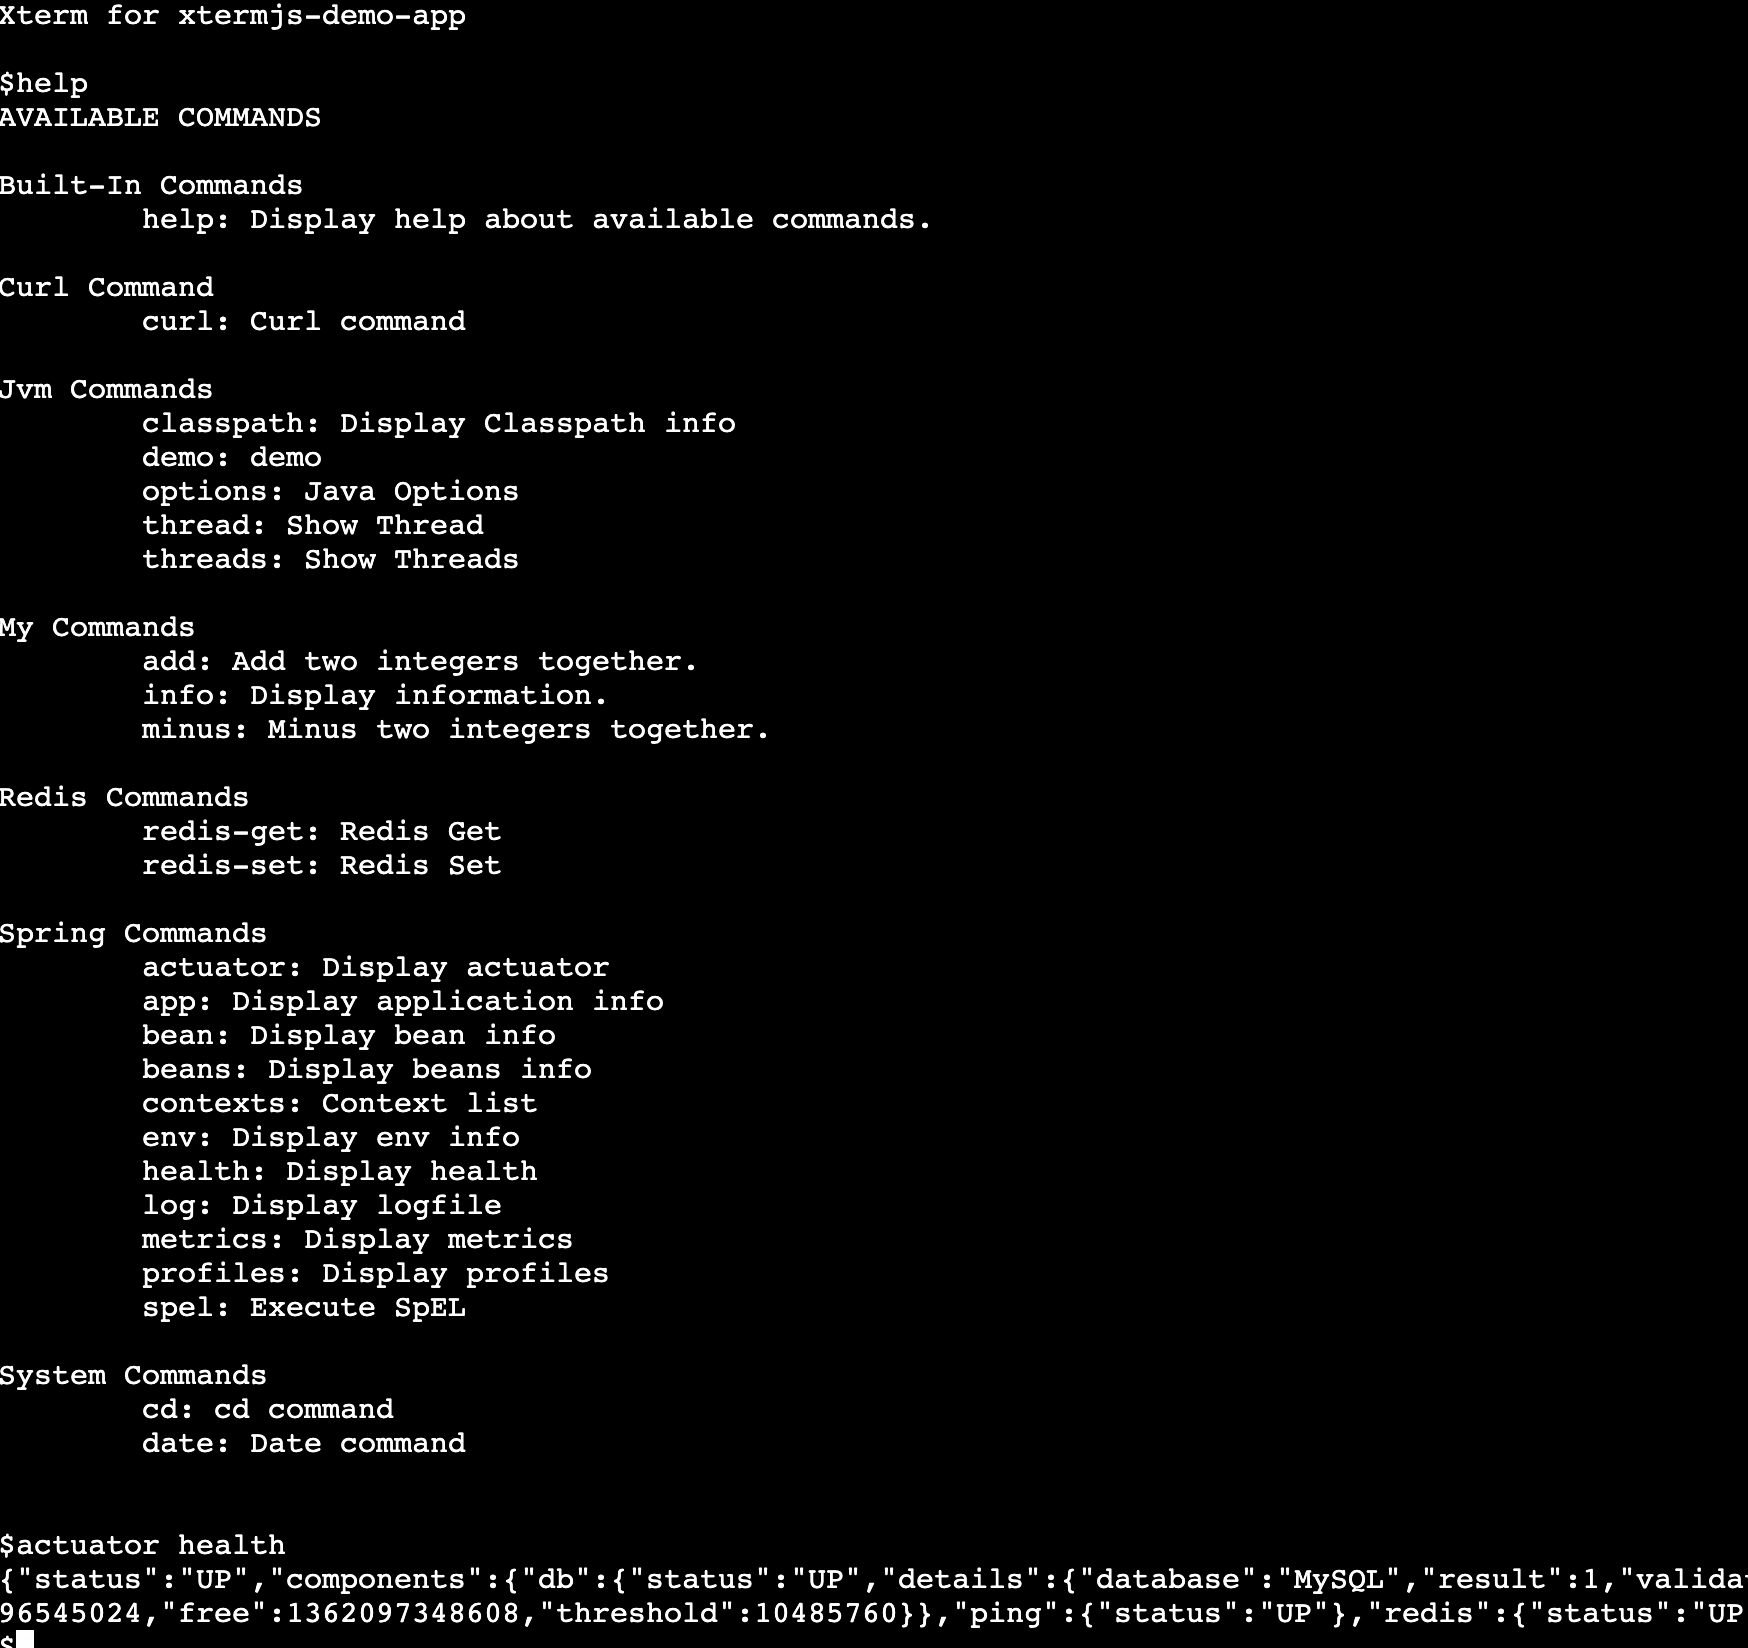 Xterm for xtermjs-demo-app
$help
AVAILABLE COMMANDS
Built-In Commands
help: Display help about available commands.
Curl Command
curl: Curl command
Jvm Commands
classpath: Display Classpath info
demo: demo
options: Java Options
thread: Show Thread
threads: Show Threads
My Commands
add: Add two integers together.
info: Display information.
minus: Minus two integers together.
Redis Commands
redis-get: Redis Get
redis-set: Redis Set
Spring Commands
actuator: Display actuator
app: Display application info
bean: Display bean info
beans: Display beans info
contexts: Context list
env: Display env info
health: Display health
log: Display logfile
metrics: Display metrics
profiles: Display profiles
spel: Execute SpEL
System Commands
cd: cd command
date: Date command
$actuator health
{"status":"UP","components":{"db":{"status":"UP","details":{"database":"MySQL","result":1,"valida
96545024,"free":1362097348608,"threshold":10485760}},"ping":{"status":"UP"},"redis":{"status":"UP
$